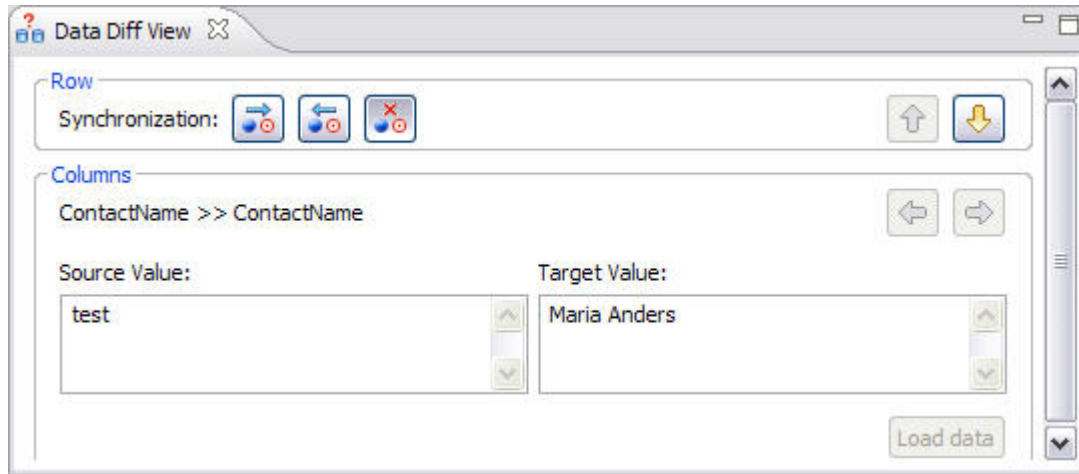 Data Diff View
Row
Synchronization:
Columns
ContactName >> ContactName
Source Value: Target Value:
test Maria Anders
Load data